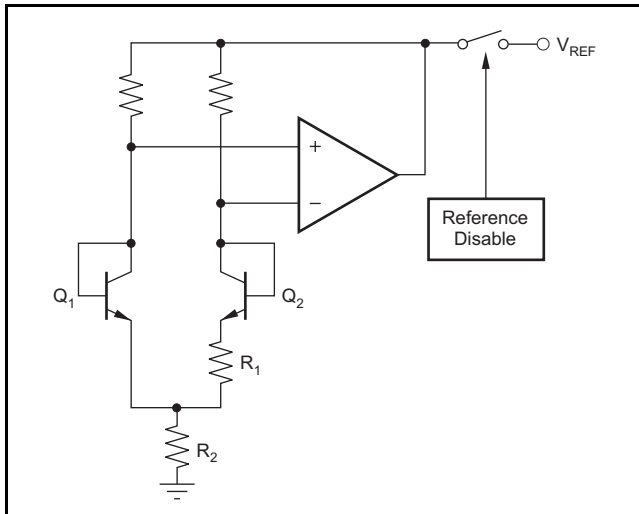 V_REF
+
−
Reference
Disable
Q_1
Q_2
R_1
R_2